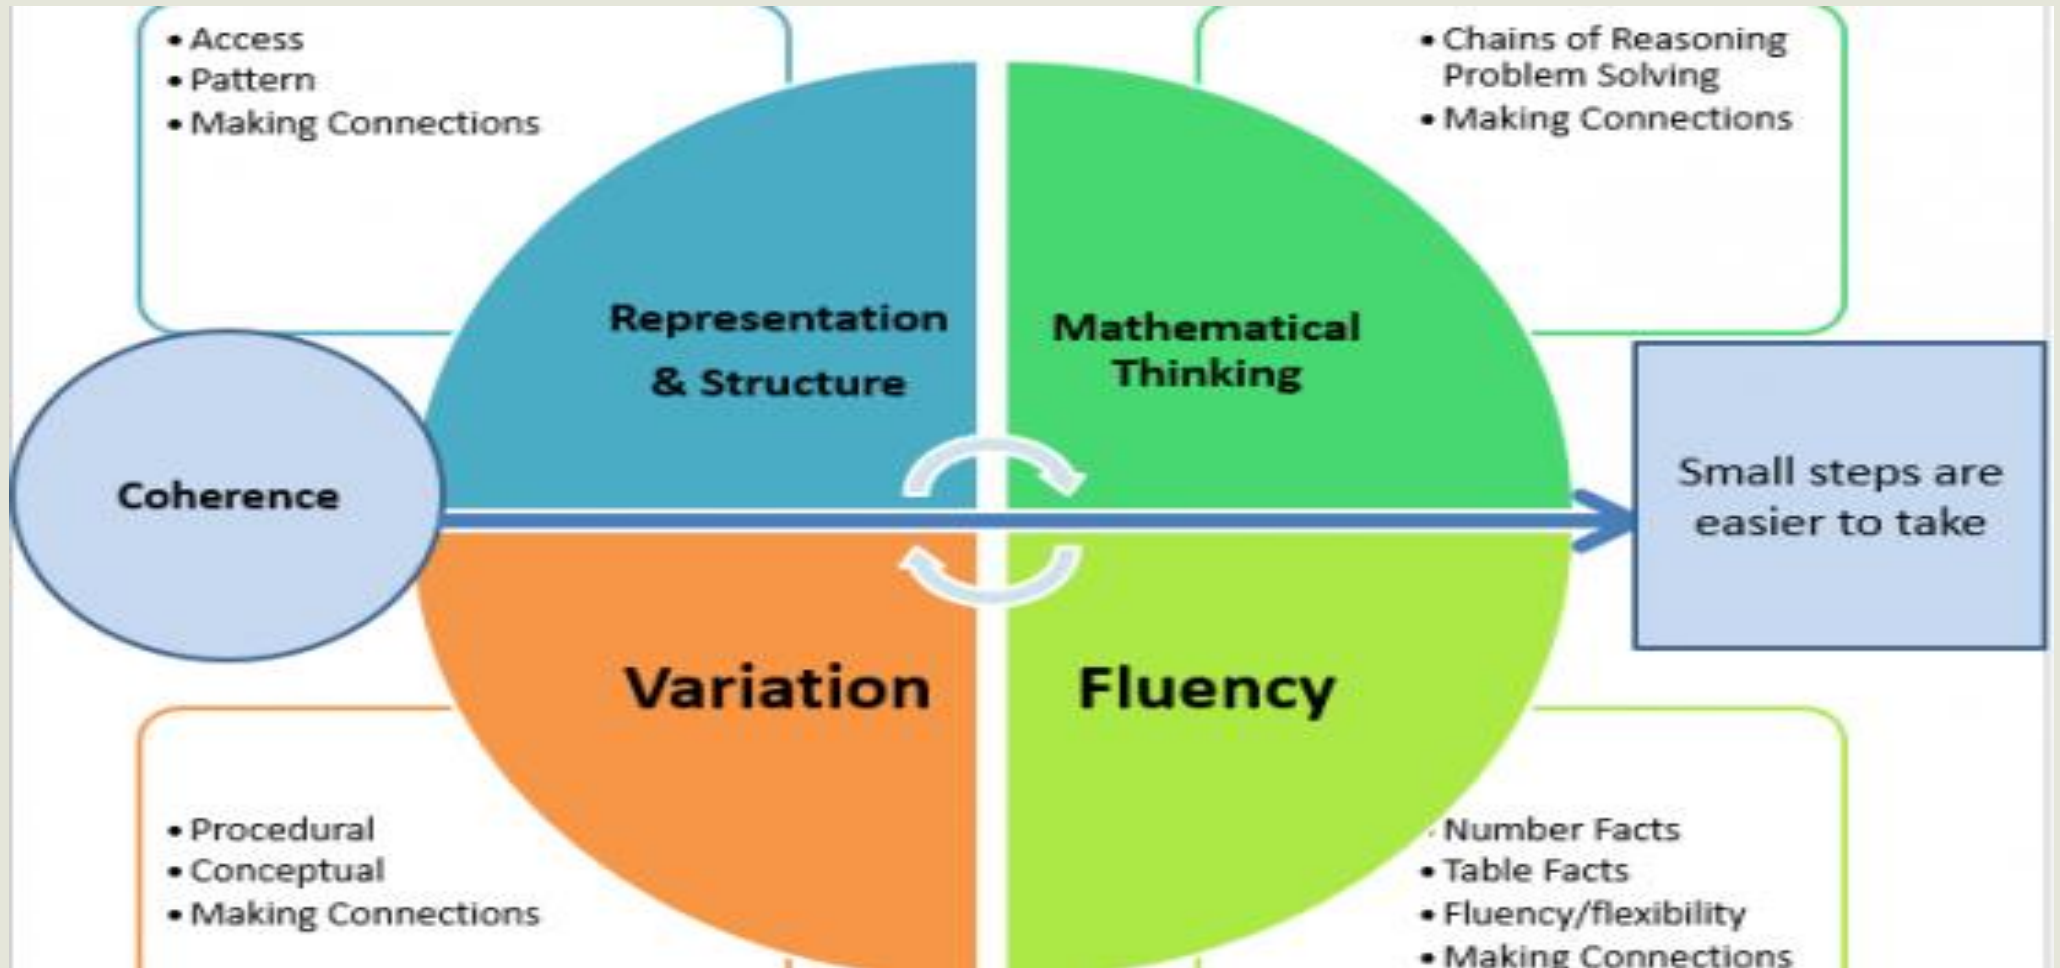 • Access
• Pattern
• Making Connections
• Chains of Reasoning
Problem Solving
• Making Connections
Representation
& Structure
Mathematical
Thinking
Coherence
Small steps are
easier to take
Variation
Fluency
• Procedural
• Conceptual
• Making Connections
• Number Facts
• Table Facts
• Fluency/flexibility
• Making Connections